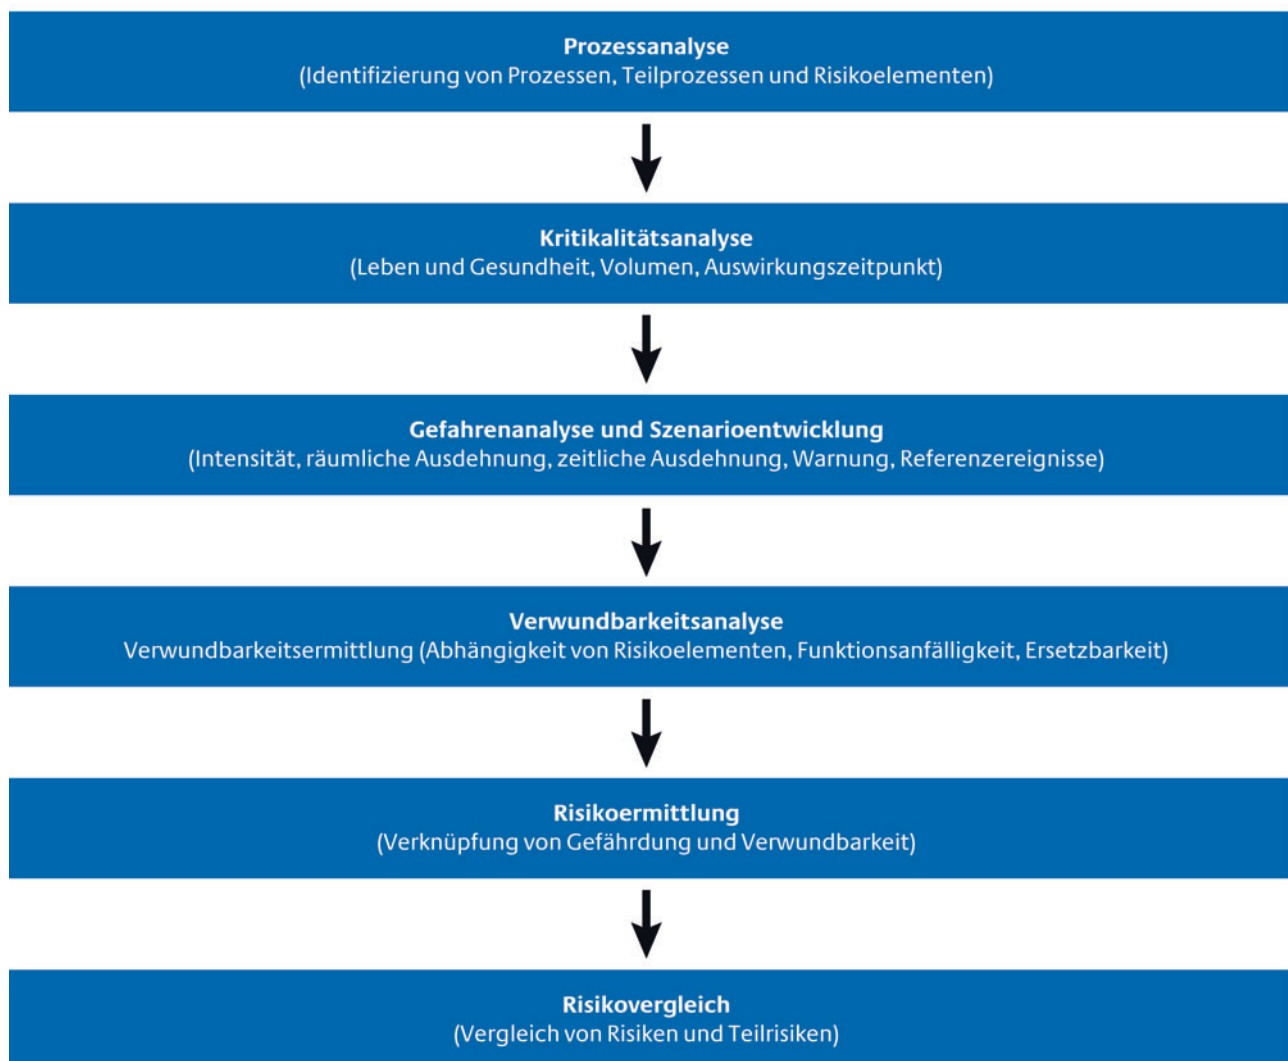 Prozessanalyse
(Identifizierung von Prozessen, Teilprozessen und Risikoelementen)
Kritikalitätsanalyse
(Leben und Gesundheit, Volumen, Auswirkungszeitpunkt)
Gefahrenanalyse und Szenarioentwicklung
(Intensität, räumliche Ausdehnung, zeitliche Ausdehnung, Warnung, Referenzereignisse)
Verwundbarkeitsanalyse
Verwundbarkeitsermittlung (Abhängigkeit von Risikoelementen, Funktionsanfälligkeit, Ersetzbarkeit)
Risikoermittlung
(Verknüpfung von Gefährdung und Verwundbarkeit)
Risikovergleich
(Vergleich von Risiken und Teilrisiken)